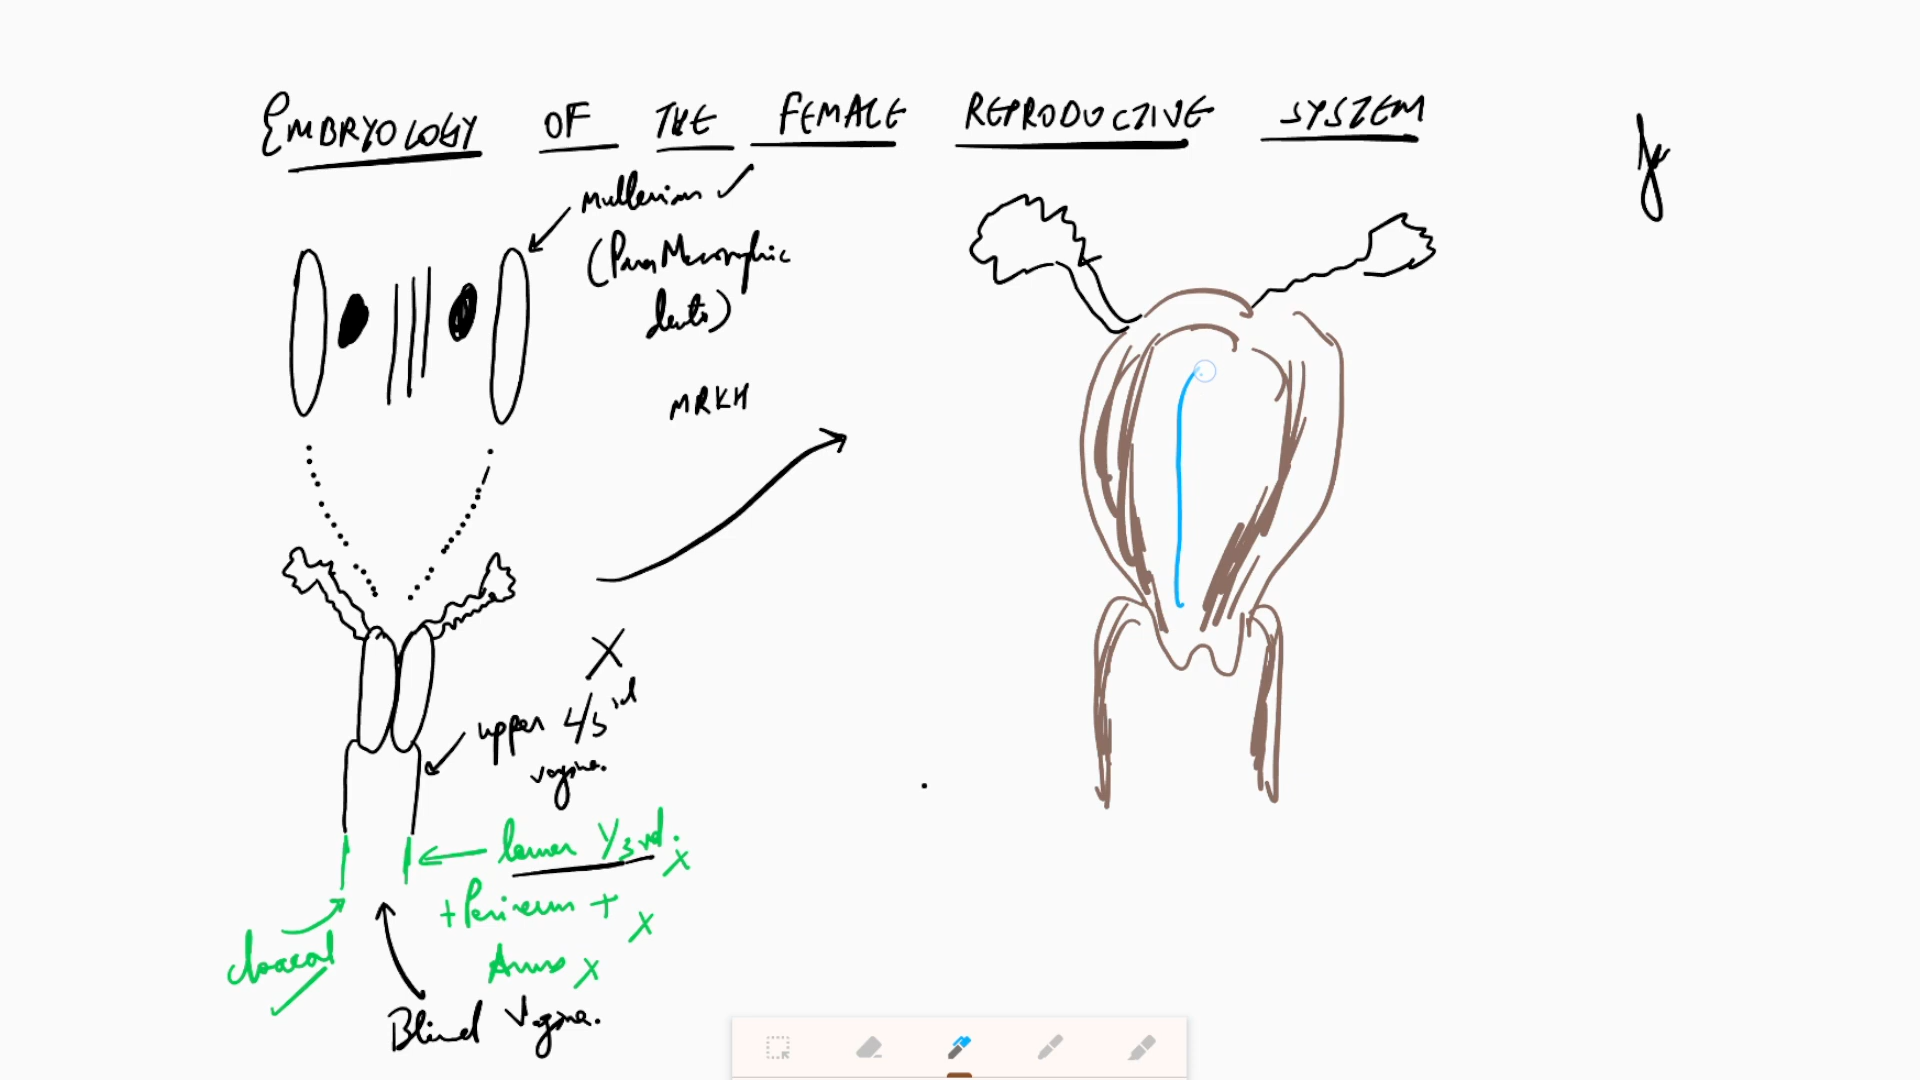 EMBRYOLOGY OF THE FEMALE REPRODUCTIVE SYSTEM
Mullerian ✓
(ParaMesonephric
ducts)
MRKH
X
upper 4/5
vagina.
lower 1/3rd. X
+ Perineum + X
Anus X
cloacal
✓
Blind Vagina.